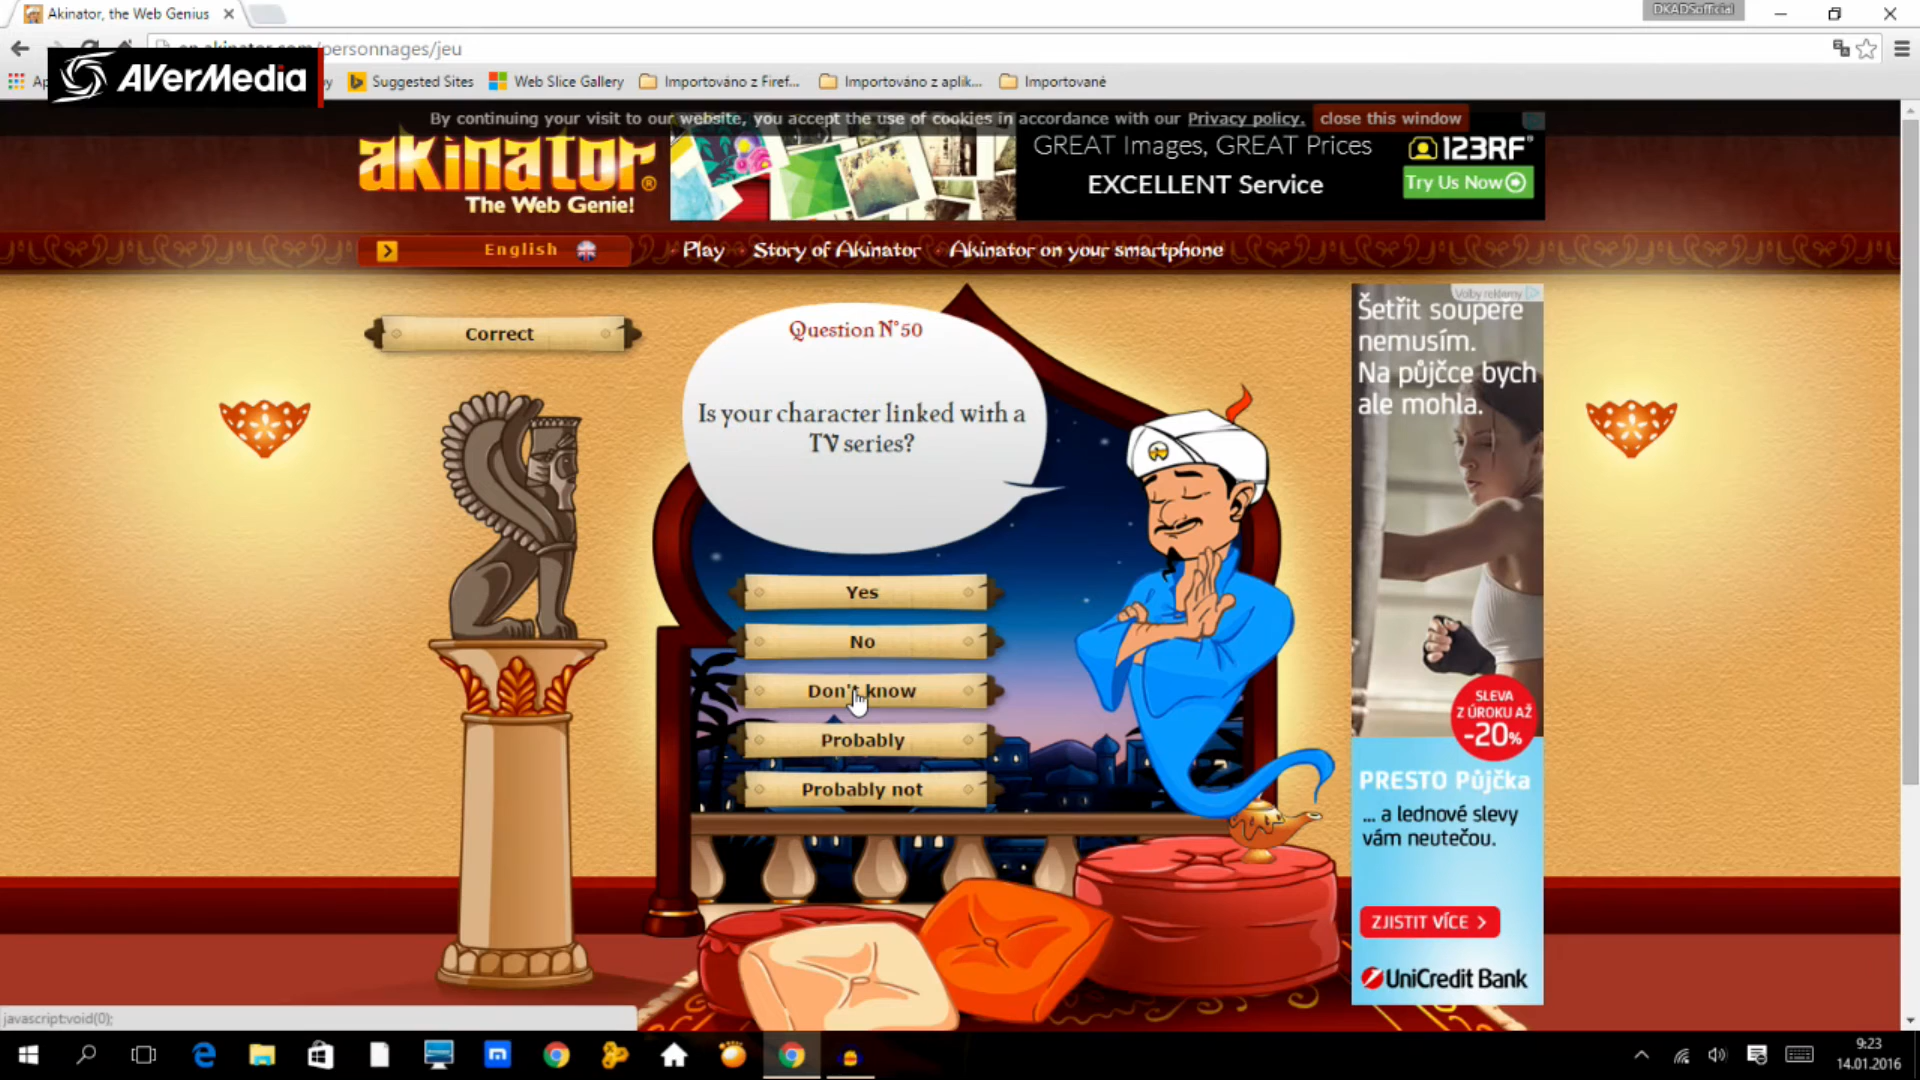 Akinator, the Web Genius
DKADSofficial
en.akinator.com/personnages/jeu
AVerMedia
Suggested Sites
Web Slice Gallery
Importováno z Firef...
Importováno z aplik...
Importované
By continuing your visit to our website, you accept the use of cookies in accordance with our Privacy policy. close this window
akinator®
The Web Genie!
GREAT Images, GREAT Prices
EXCELLENT Service
123RF®
Try Us Now
English
Play
Story of Akinator
Akinator on your smartphone
Correct
Question N°50
Is your character linked with a
TV series?
Yes
No
Don't know
Probably
Probably not
Volby reklamy
Šetřit soupeře
nemusím.
Na půjčce bych
ale mohla.
SLEVA
Z ÚROKU AŽ
-20%
PRESTO Půjčka
... a lednové slevy
vám neutečou.
ZJISTIT VÍCE >
UniCredit Bank
javascript:void(0);
9:23
14.01.2016